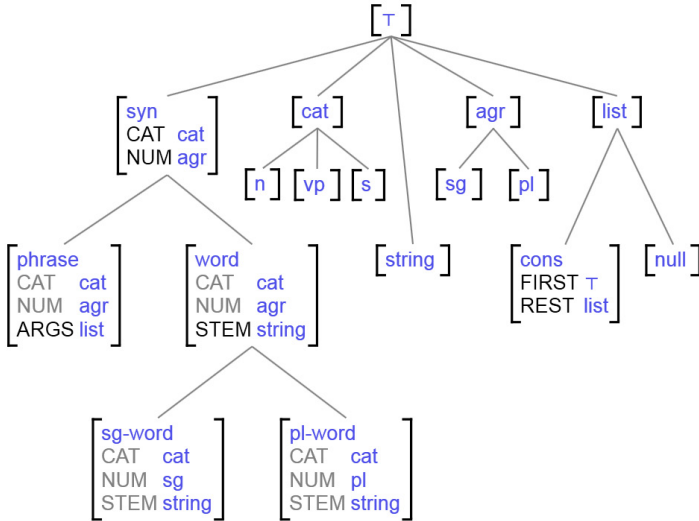 ⊤
syn
CAT cat
NUM agr
cat
agr
list
n
vp
s
sg
pl
phrase
CAT cat
NUM agr
ARGS list
word
CAT cat
NUM agr
STEM string
string
cons
FIRST ⊤
REST list
null
sg-word
CAT cat
NUM sg
STEM string
pl-word
CAT cat
NUM pl
STEM string